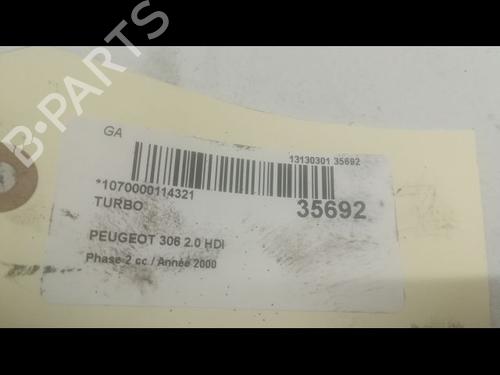 B-PARTS
GA
13130301 35692
*1070000114321
TURBO
35692
PEUGEOT 306 2.0 HDI
Phase 2 cc / Année 2000